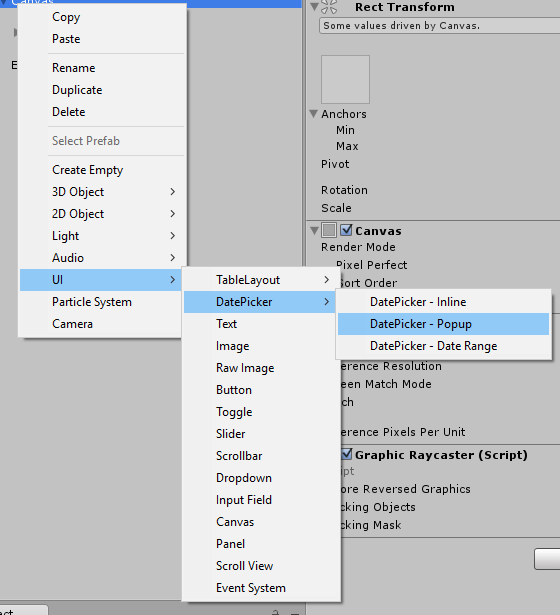 Canvas
Copy
Paste
Rename
Duplicate
Delete
Select Prefab
Create Empty
3D Object
2D Object
Light
Audio
UI
Particle System
Camera
TableLayout
DatePicker
Text
Image
Raw Image
Button
Toggle
Slider
Scrollbar
Dropdown
Input Field
Canvas
Panel
Scroll View
Event System
DatePicker - Inline
DatePicker - Popup
DatePicker - Date Range
Rect Transform
Some values driven by Canvas.
Anchors
Min
Max
Pivot
Rotation
Scale
Canvas
Render Mode
Pixel Perfect
Sort Order
erence Resolution
een Match Mode
tch
erence Pixels Per Unit
Graphic Raycaster (Script)
ipt
ore Reversed Graphics
cking Objects
cking Mask